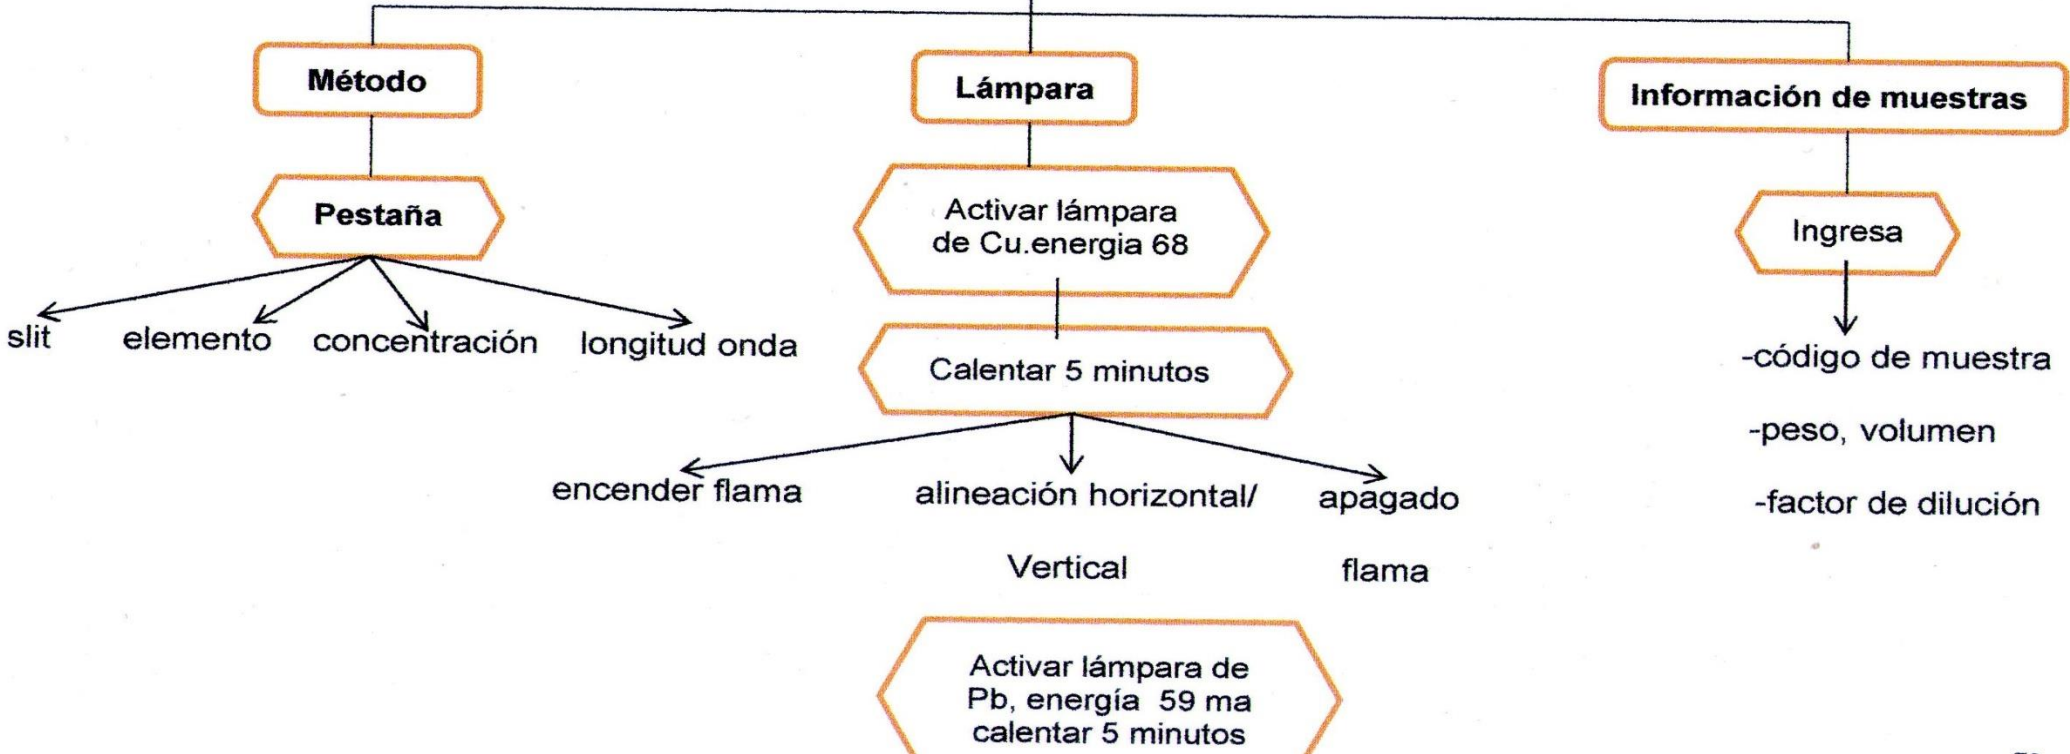 Método
Pestaña
slit
elemento
concentración
longitud onda
Lámpara
Activar lámpara
de Cu.energia 68
Calentar 5 minutos
encender flama
alineación horizontal/
Vertical
apagado
flama
Activar lámpara de
Pb, energía 59 ma
calentar 5 minutos
Información de muestras
Ingresa
-código de muestra
-peso, volumen
-factor de dilución